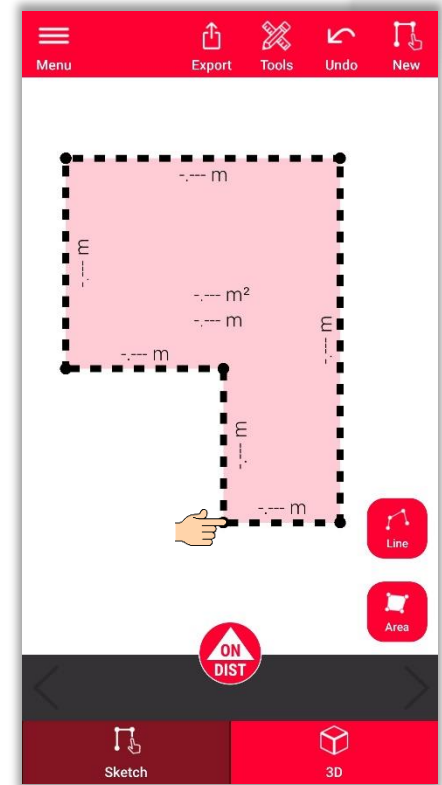 Menu
Export
Tools
Undo
New
-.--- m
-.--- m
-.--- m²
-.--- m
-.--- m
-.--- m
-.--- m
-.--- m
Line
Area
ON
DIST
Sketch
3D